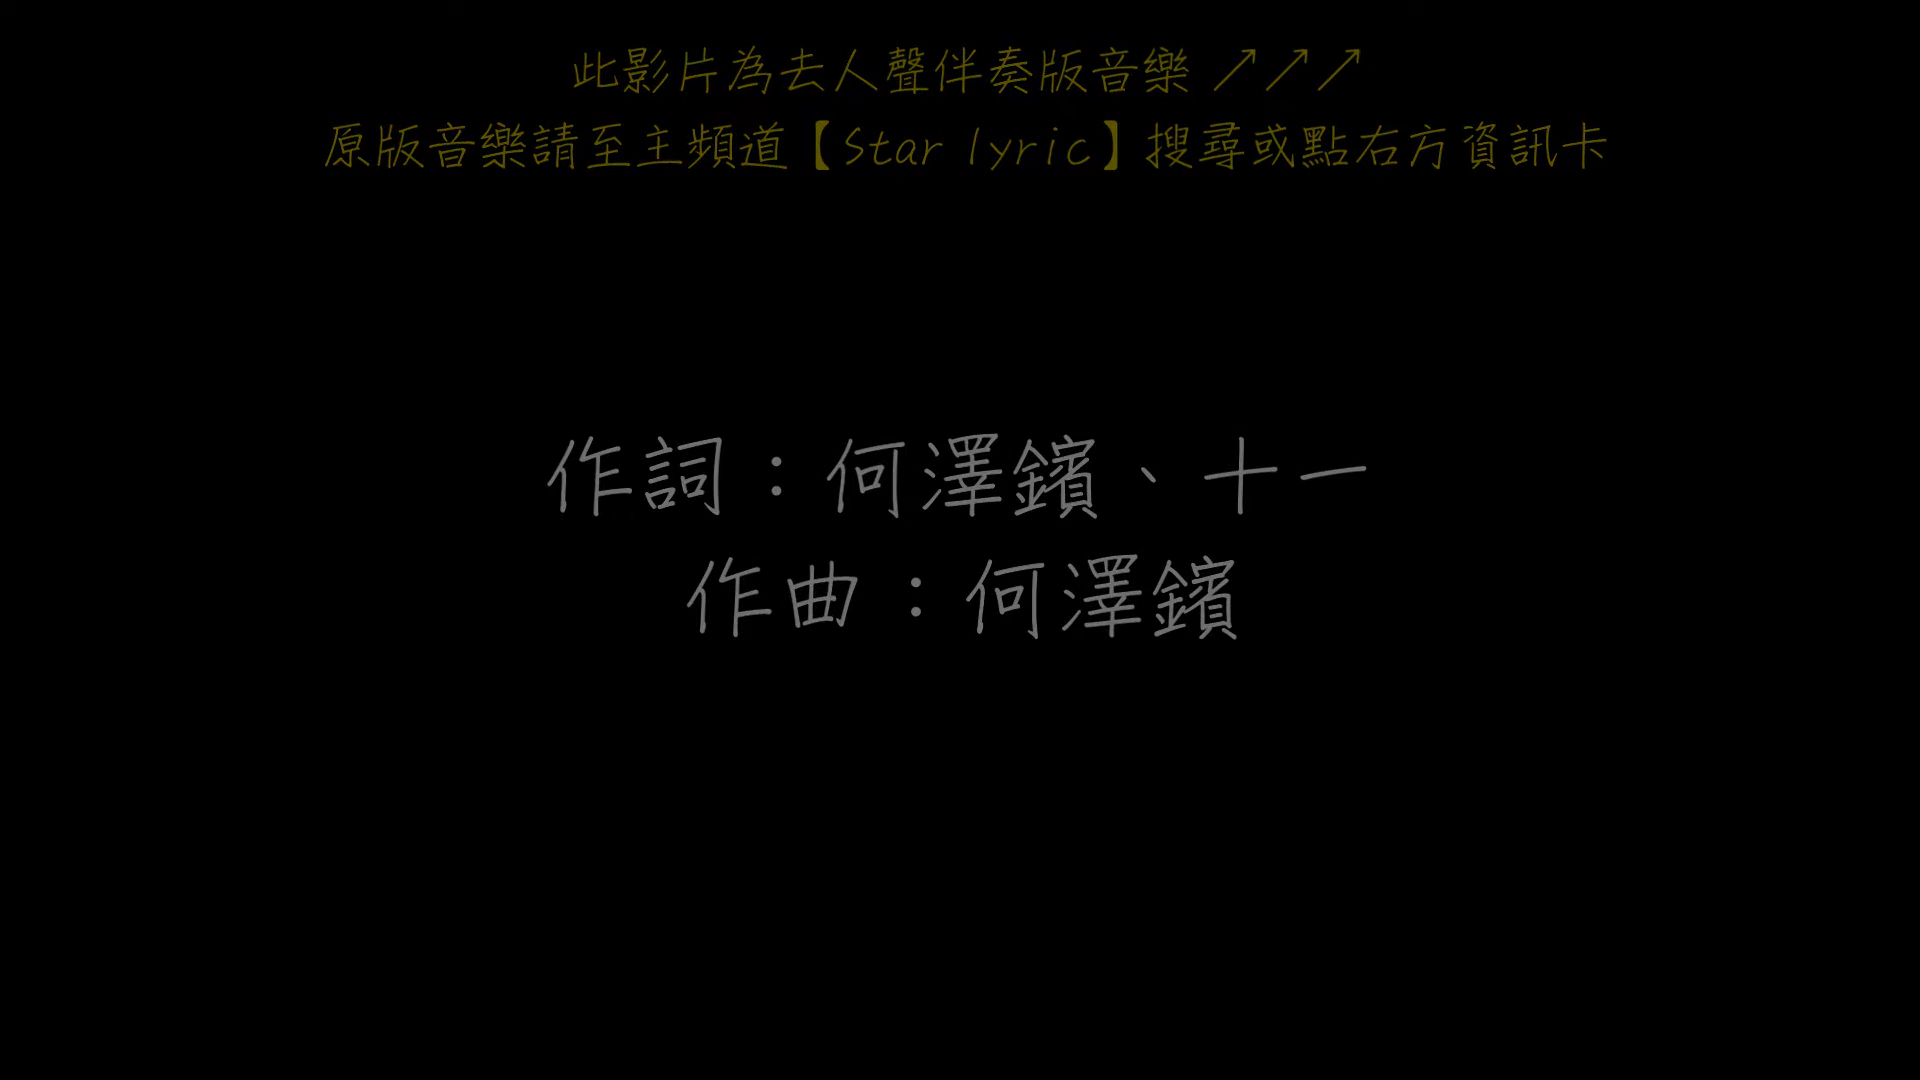 此影片為去人聲伴奏版音樂↗↗↗
原版音樂請至主頻道【Star lyric】搜尋或點右方資訊卡
作詞：何澤鑌、十一
作曲：何澤鑌